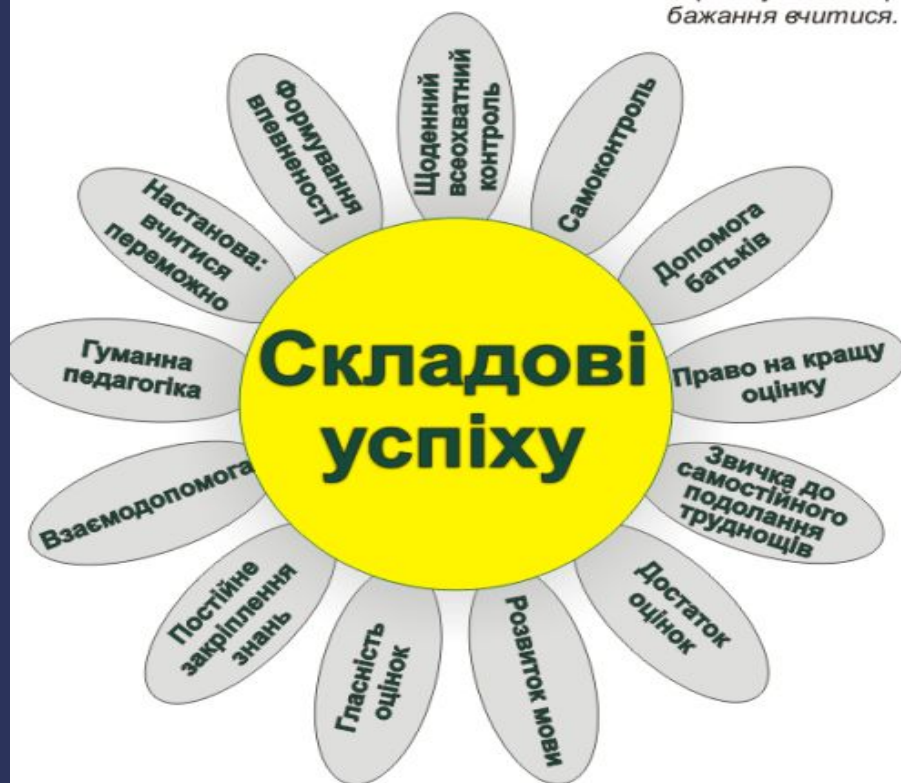 бажання вчитися.
Щоденний
всеохватний
контроль
Самоконтроль
Допомога
батьків
Право на кращу
оцінку
Звичка до
самостійного
подолання
труднощів
Достаток
оцінок
Розвиток мови
Гласність
оцінок
Постійне
закріплення
знань
Взаємодопомога
Гуманна
педагогіка
Настанова:
вчитися
переможно
Формування
впевненості
Складові
успіху